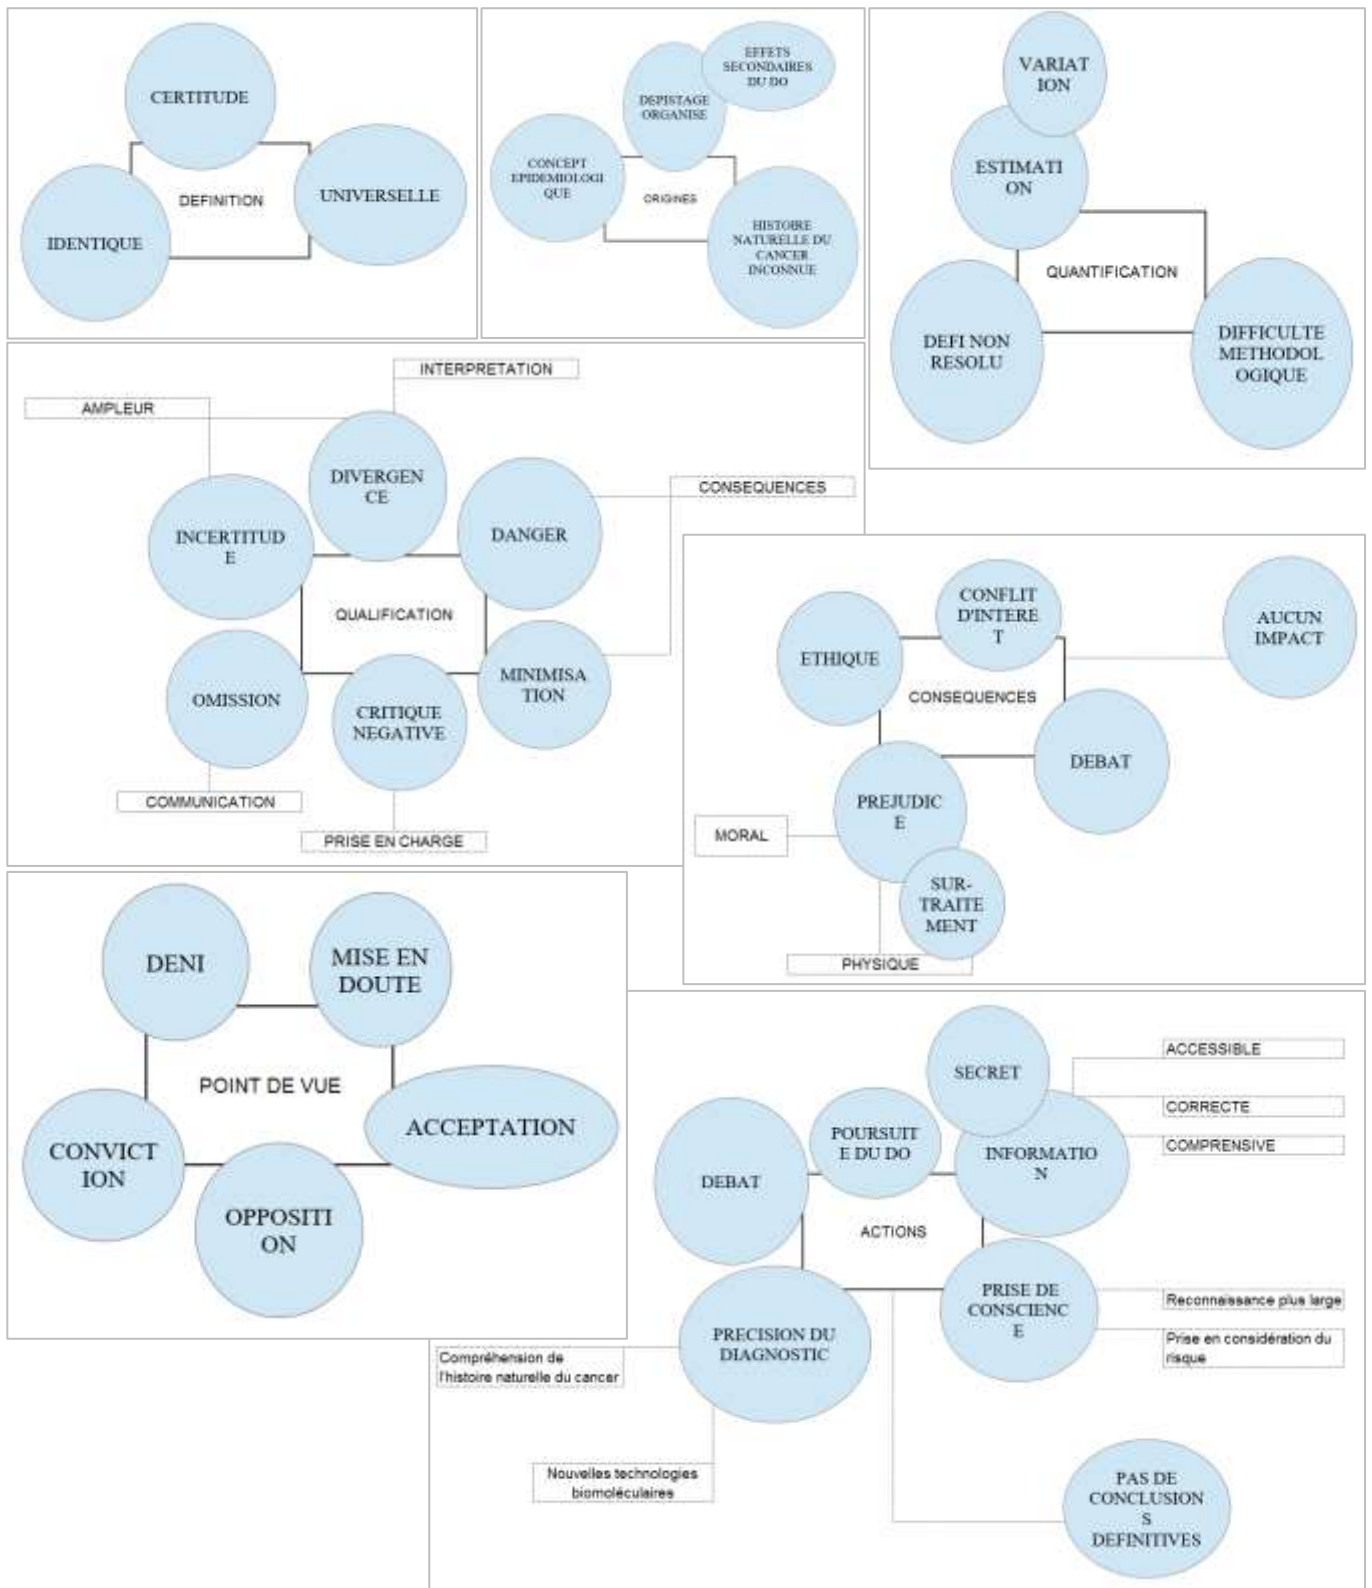 CERTITUDE
UNIVERSELLE
DEFINITION
IDENTIQUE
EFFETS
SECONDAIRES
DU DO
DEPISTAGE
ORGANISE
CONCEPT
EPIDEMIOLOGI
QUE
ORIGINES
HISTOIRE
NATURELLE DU
CANCER
INCONNUE
VARIAT
ION
ESTIMATI
ON
QUANTIFICATION
DEFI NON
RESOLU
DIFFICULTE
METHODOL
OGIQUE
INTERPRETATION
AMPLEUR
DIVERGEN
CE
CONSEQUENCES
INCERTITUD
E
DANGER
QUALIFICATION
OMISSION
CRITIQUE
NEGATIVE
MINIMISA
TION
COMMUNICATION
PRISE EN CHARGE
CONFLIT
D'INTERE
T
AUCUN
IMPACT
ETHIQUE
CONSEQUENCES
DEBAT
PREJUDIC
E
MORAL
SUR-
TRAITE
MENT
PHYSIQUE
DENI
MISE EN
DOUTE
POINT DE VUE
ACCEPTATION
CONVICT
ION
OPPOSITI
ON
SECRET
ACCESSIBLE
CORRECTE
COMPRENSIVE
POURSUIT
E DU DO
INFORMATIO
N
DEBAT
ACTIONS
PRISE DE
CONSCIENC
E
Reconnaissance plus large
Prise en considération du
risque
PRECISION DU
DIAGNOSTIC
Compréhension de
l'histoire naturelle du cancer
Nouvelles technologies
biomoléculaires
PAS DE
CONCLUSION
S
DEFINITIVES